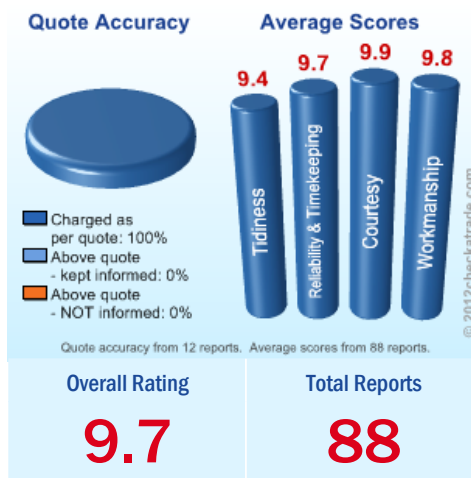 Quote Accuracy
Average Scores
9.4
9.7
9.9
9.8
Tidiness
Reliability & Timekeeping
Courtesy
Workmanship
Charged as
per quote: 100%
Above quote
- kept informed: 0%
Above quote
- NOT informed: 0%
© 2012checkatrade.com
Quote accuracy from 12 reports. Average scores from 88 reports.
Overall Rating
9.7
Total Reports
88